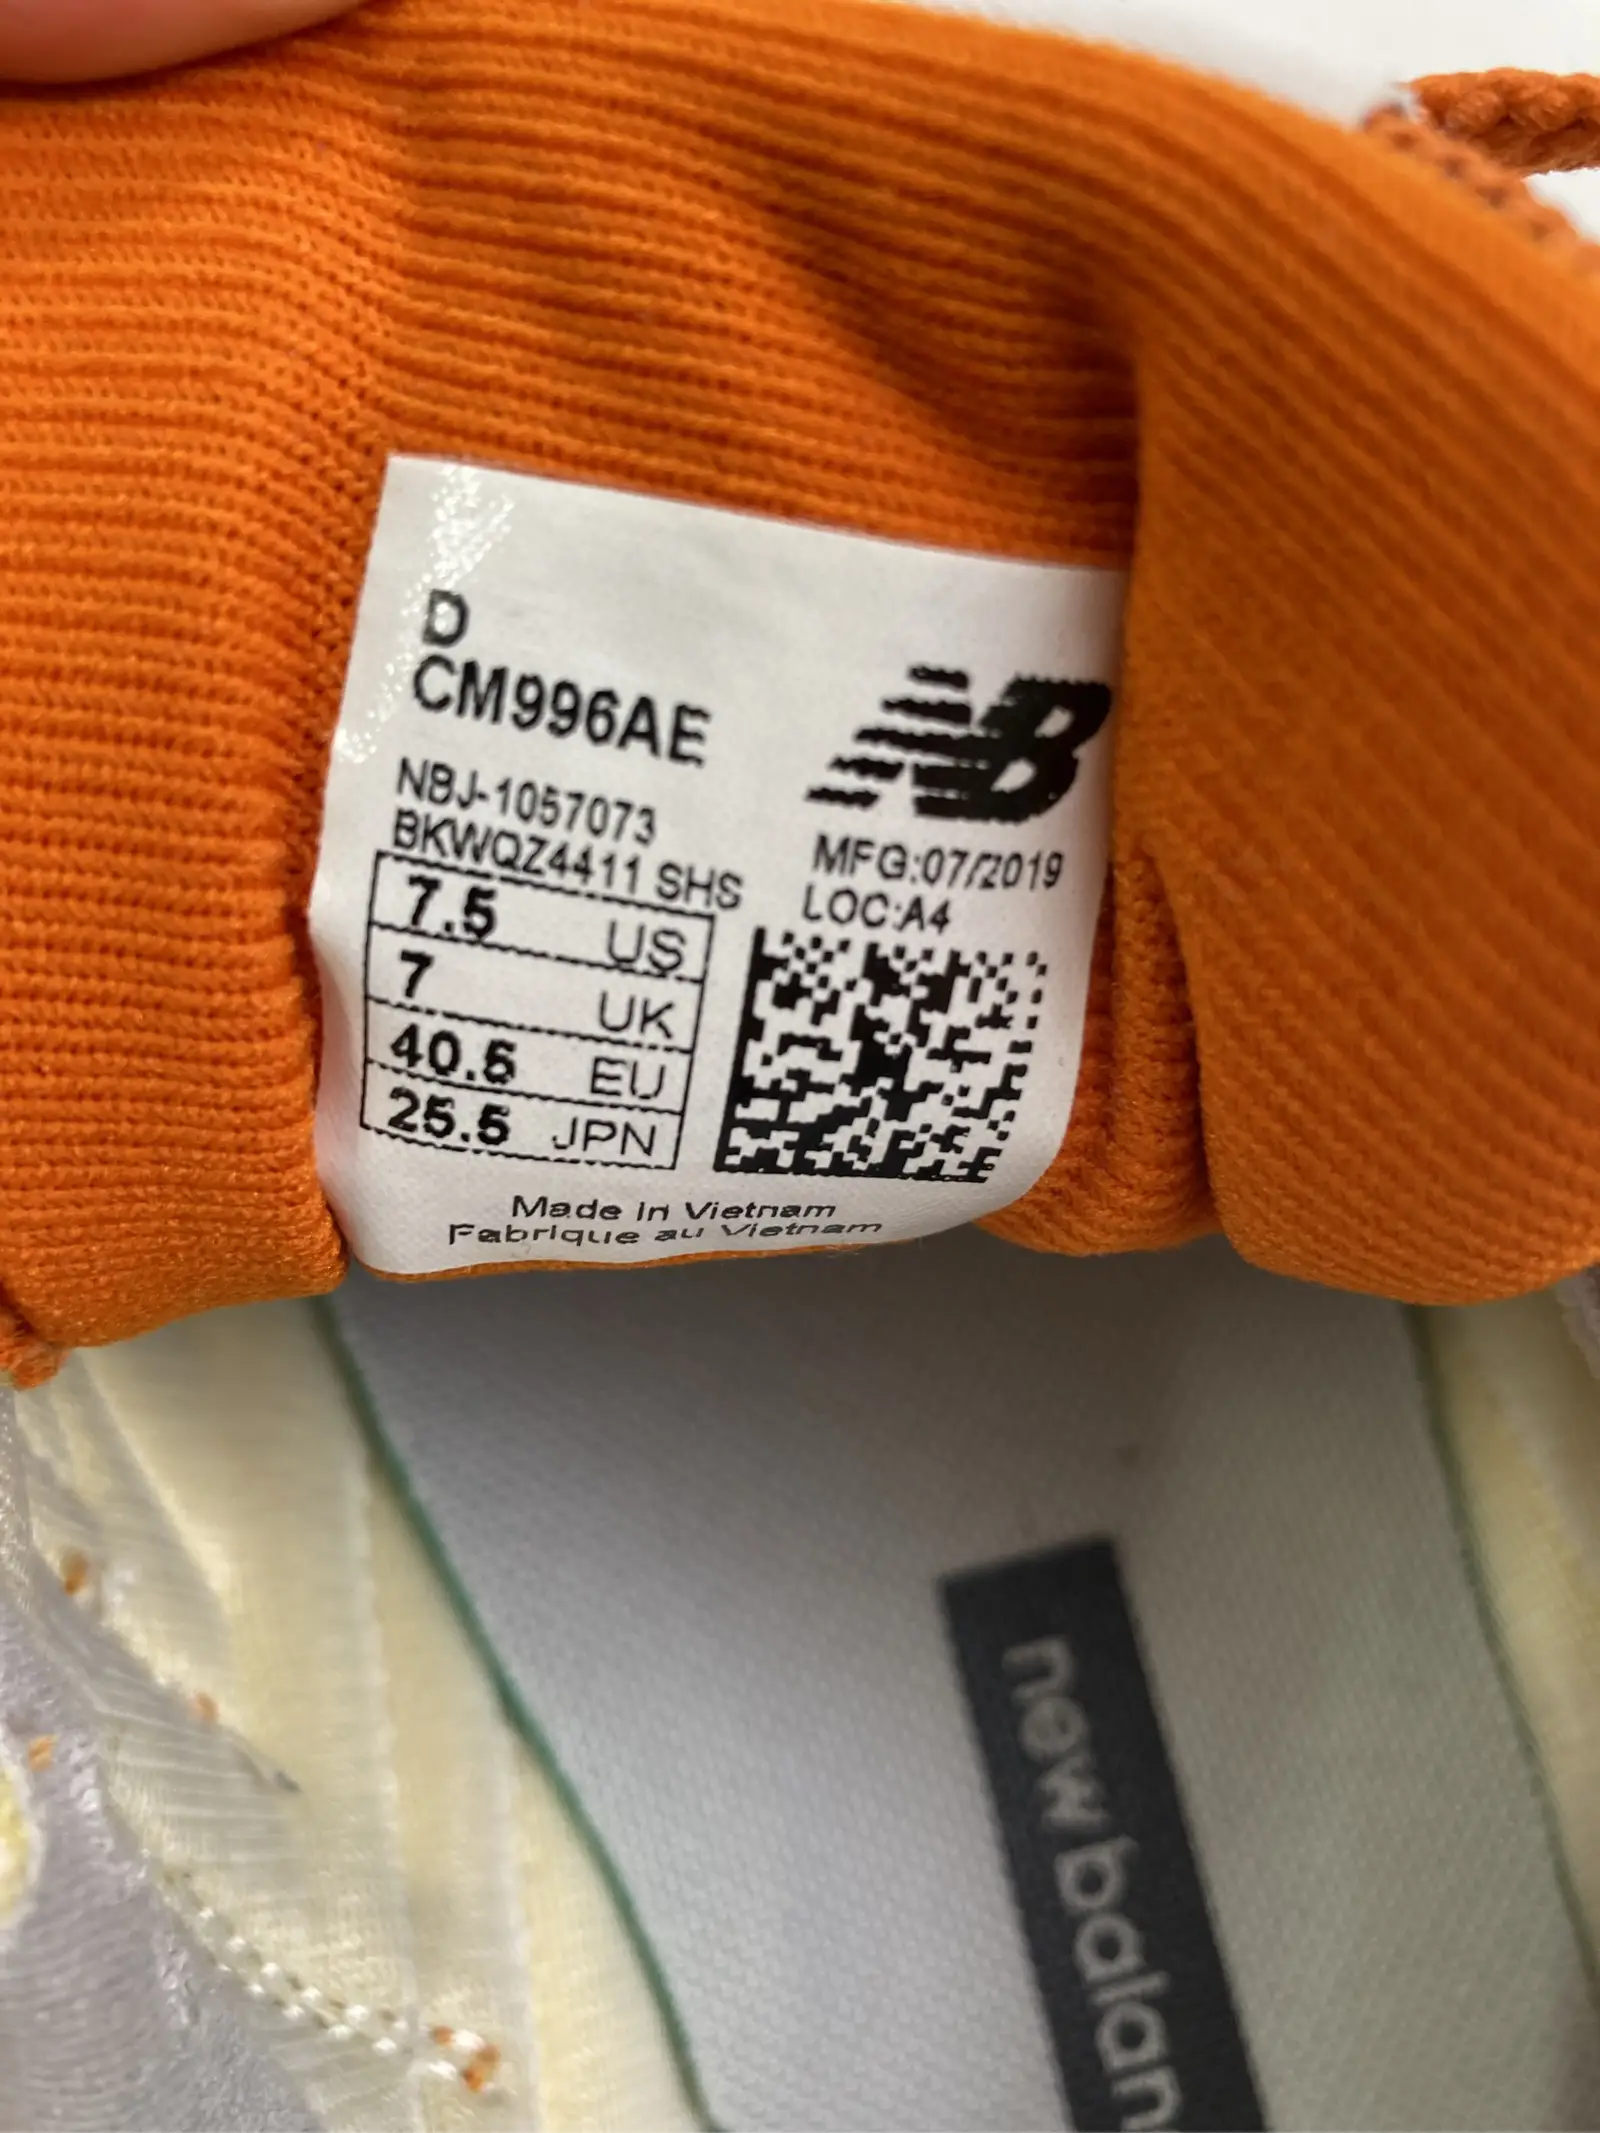 D
CM996AE
NBJ-1057073
BKWQZ4411 SHS
7.5 US
7 UK
40.5 EU
25.5 JPN
NB
MFG:07/2019
LOC:A4
Made in Vietnam
Fabrique au Vietnam
new balan